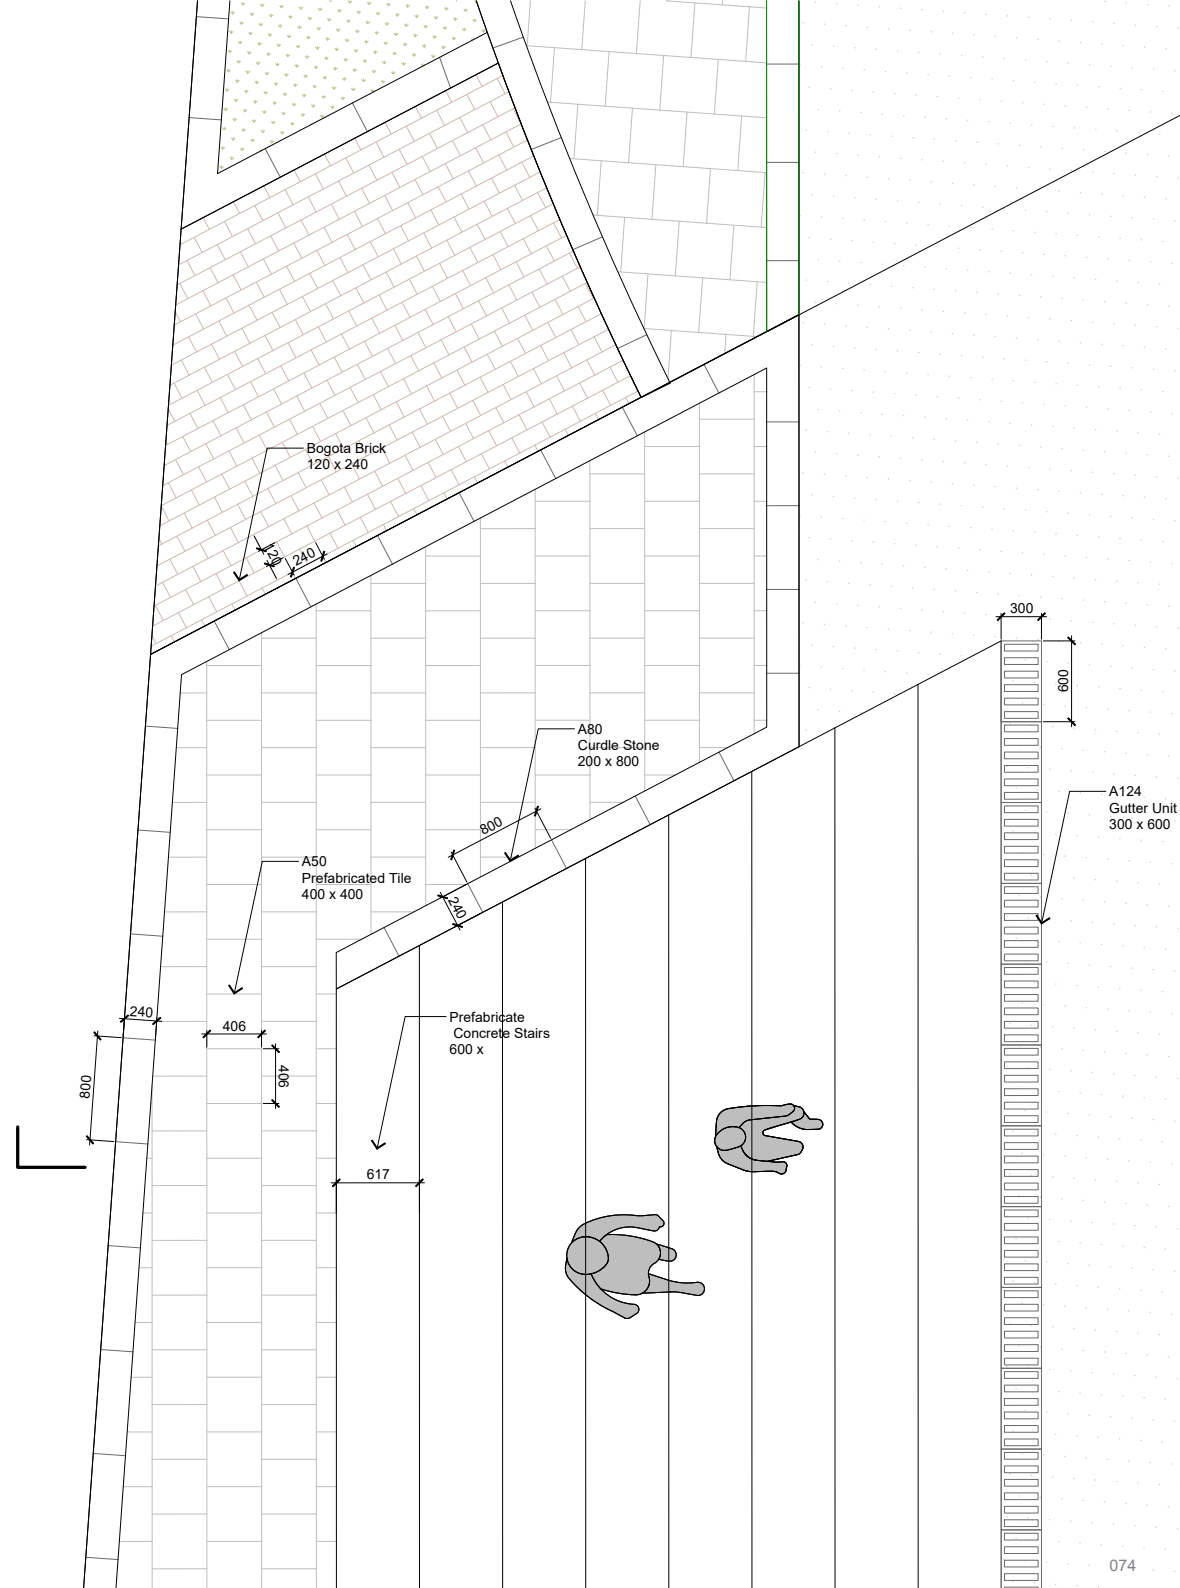 Bogota Brick
120 x 240
120
240
300
600
A80
Curdle Stone
200 x 800
A124
Gutter Unit
300 x 600
800
A50
Prefabricated Tile
400 x 400
240
240
406
Prefabricate
Concrete Stairs
600 x
406
800
617
074